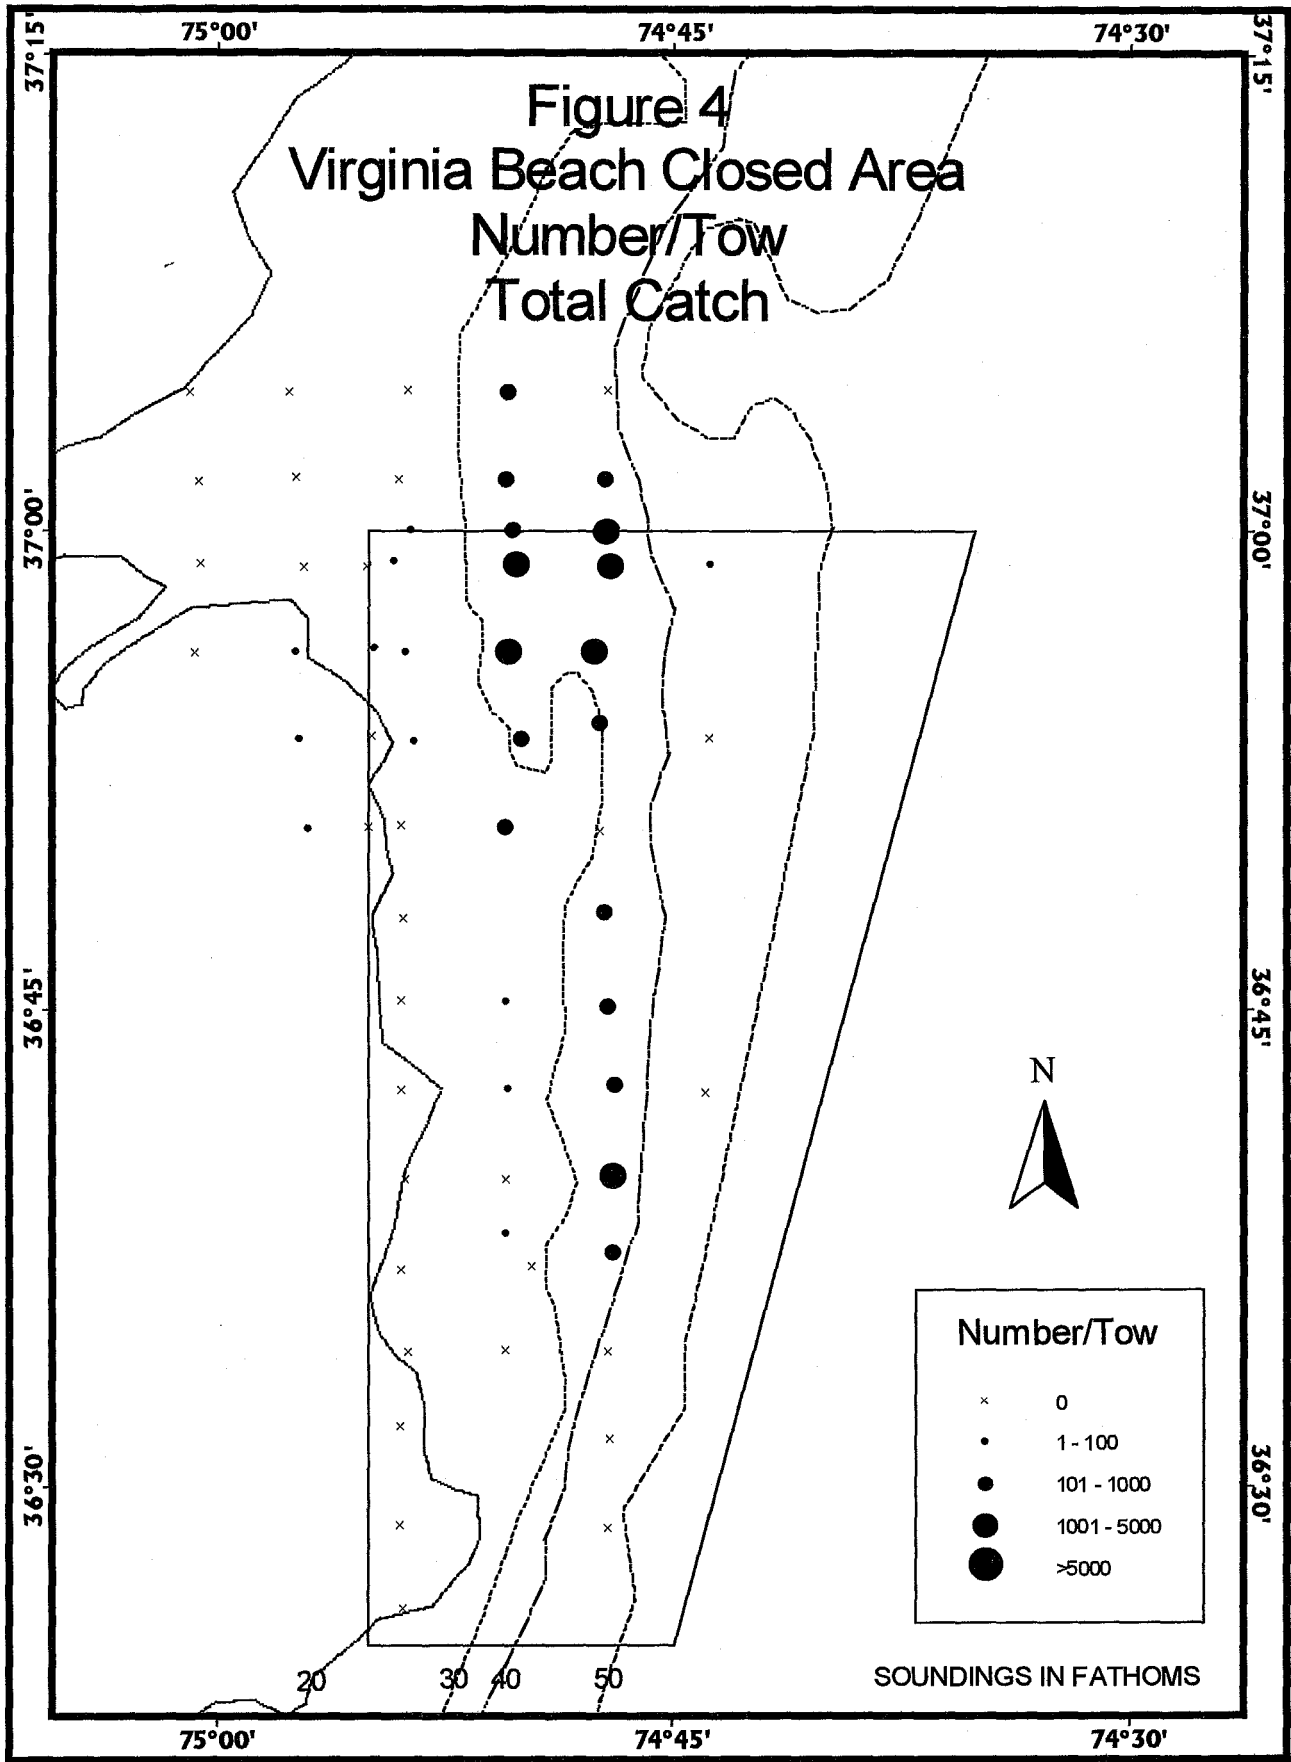 75°00' 74°45' 74°30'
37°15' 37°15'
Figure 4
Virginia Beach Closed Area
Number/Tow
Total Catch
37°00' 37°00'
36°45' 36°45'
N
Number/Tow
0
1 - 100
101 - 1000
1001 - 5000
>5000
36°30' 36°30'
20 30 40 50 SOUNDINGS IN FATHOMS
75°00' 74°45' 74°30'